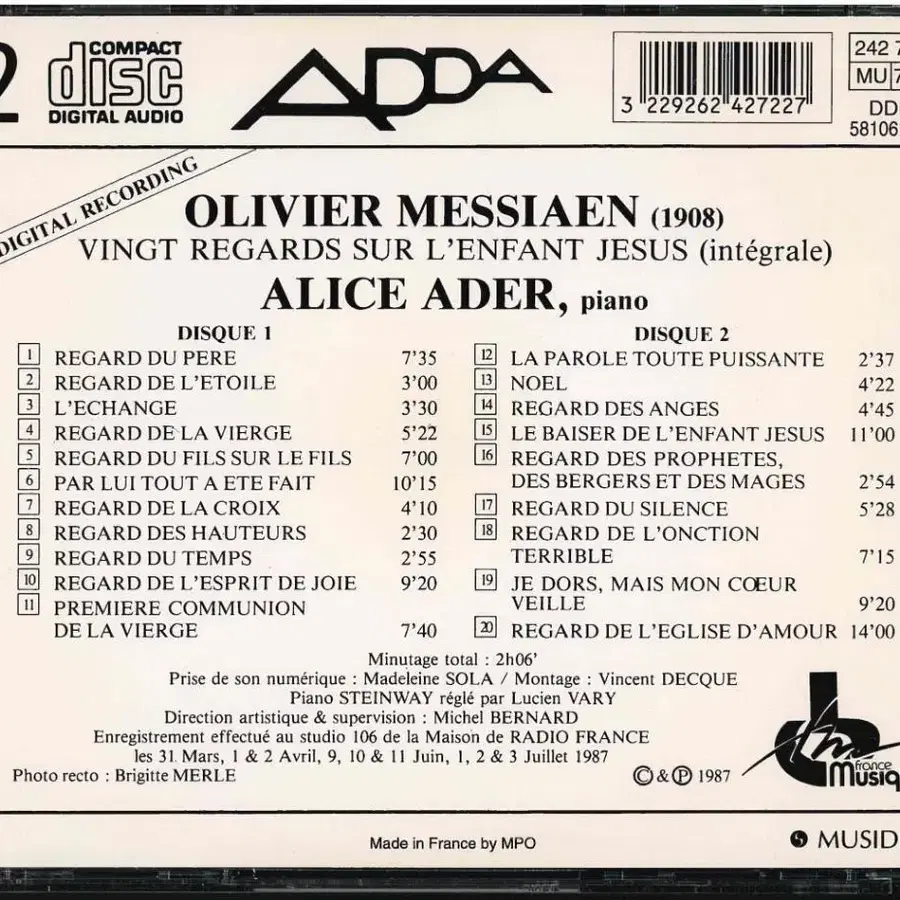 2
COMPACT
disc
DIGITAL AUDIO
ADDA
3 229262 427227
242 7
MU 7
DD
58106
DIGITAL RECORDING
OLIVIER MESSIAEN (1908)
VINGT REGARDS SUR L'ENFANT JESUS (intégrale)
ALICE ADER, piano
DISQUE 1
1 REGARD DU PERE 7'35
2 REGARD DE L'ETOILE 3'00
3 L'ECHANGE 3'30
4 REGARD DE LA VIERGE 5'22
5 REGARD DU FILS SUR LE FILS 7'00
6 PAR LUI TOUT A ETE FAIT 10'15
7 REGARD DE LA CROIX 4'10
8 REGARD DES HAUTEURS 2'30
9 REGARD DU TEMPS 2'55
10 REGARD DE L'ESPRIT DE JOIE 9'20
11 PREMIERE COMMUNION
DE LA VIERGE 7'40
DISQUE 2
12 LA PAROLE TOUTE PUISSANTE 2'37
13 NOEL 4'22
14 REGARD DES ANGES 4'45
15 LE BAISER DE L'ENFANT JESUS 11'00
16 REGARD DES PROPHETES,
DES BERGERS ET DES MAGES 2'54
17 REGARD DU SILENCE 5'28
18 REGARD DE L'ONCTION
TERRIBLE 7'15
19 JE DORS, MAIS MON CŒUR
VEILLE 9'20
20 REGARD DE L'EGLISE D'AMOUR 14'00
Minutage total : 2h06'
Prise de son numérique : Madeleine SOLA / Montage : Vincent DECQUE
Piano STEINWAY réglé par Lucien VARY
Direction artistique & supervision : Michel BERNARD
Enregistrement effectué au studio 106 de la Maison de RADIO FRANCE
les 31 Mars, 1 & 2 Avril, 9, 10 & 11 Juin, 1, 2 & 3 Juillet 1987
Photo recto : Brigitte MERLE
©&℗ 1987
france
Musiq
Made in France by MPO
MUSID